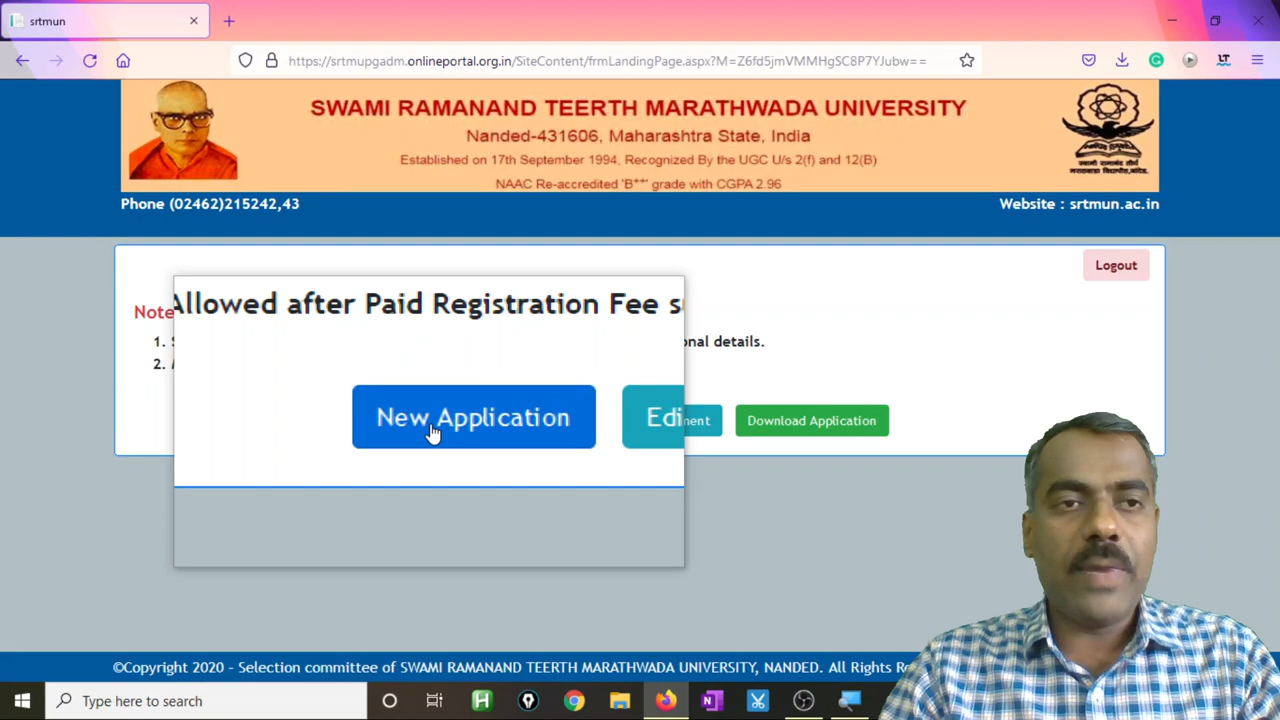 srtmun
https://srtmupgadm.onlineportal.org.in/SiteContent/frmLandingPage.aspx?M=Z6fd5jmVMMHgSC8P7YJubw==
SWAMI RAMANAND TEERTH MARATHWADA UNIVERSITY
Nanded-431606, Maharashtra State, India
Established on 17th September 1994, Recognized By the UGC U/s 2(f) and 12(B)
NAAC Re-accredited 'B++' grade with CGPA 2.96
Phone (02462)215242,43
Website : srtmun.ac.in
Logout
Note
Allowed after Paid Registration Fee s
1. S
onal details.
2.
New Application
Edi
ment
Download Application
©Copyright 2020 - Selection committee of SWAMI RAMANAND TEERTH MARATHWADA UNIVERSITY, NANDED. All Rights Re
Type here to search